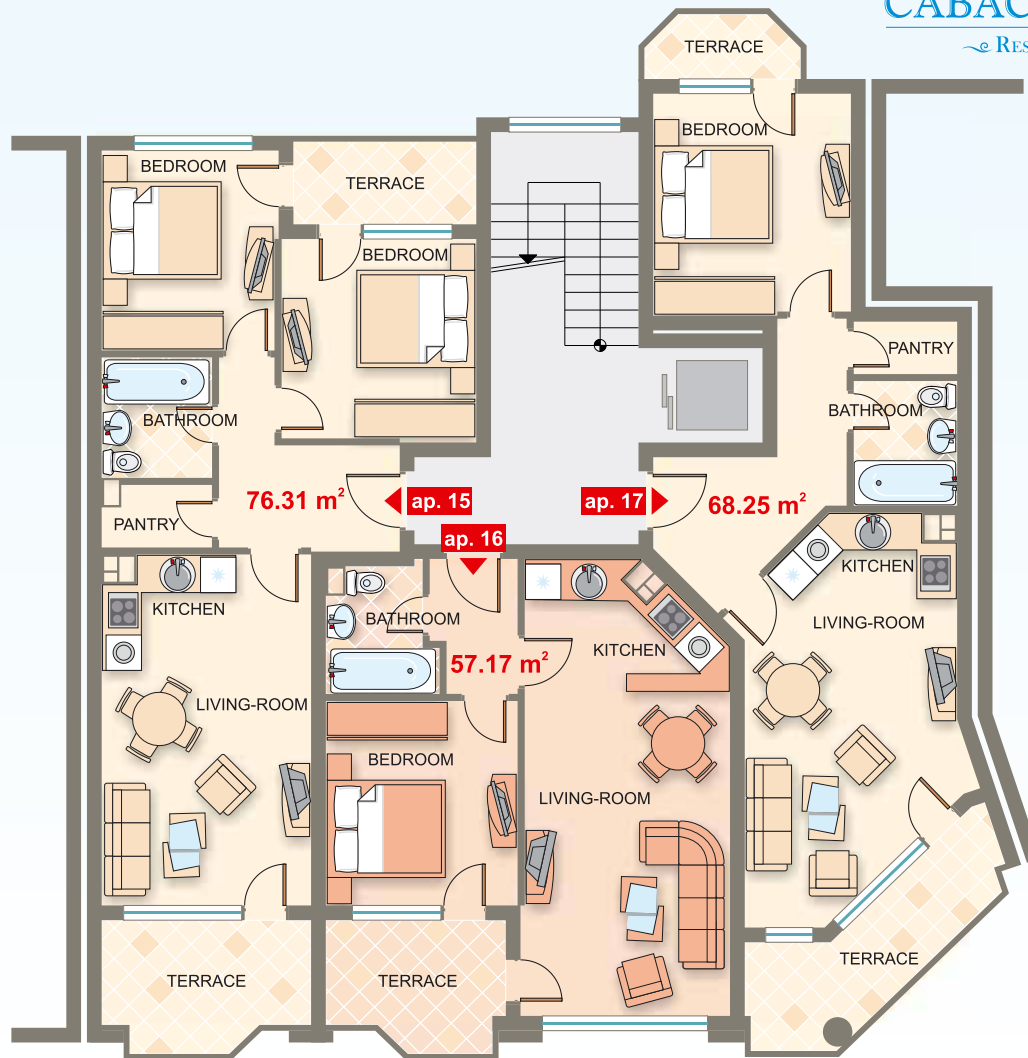 TERRACE
BEDROOM
BEDROOM
TERRACE
BEDROOM
PANTRY
BATHROOM
BATHROOM
76.31 m²
ap. 15
ap. 17
68.25 m²
PANTRY
ap. 16
KITCHEN
KITCHEN
BATHROOM
LIVING-ROOM
KITCHEN
57.17 m²
LIVING-ROOM
BEDROOM
LIVING-ROOM
TERRACE
TERRACE
TERRACE